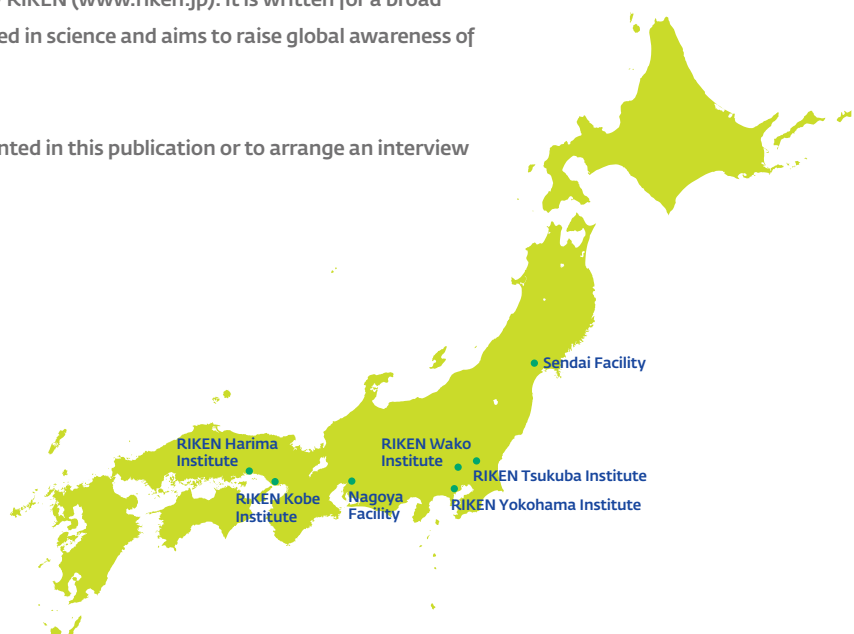 RIKEN (www.riken.jp). It is written for a broad
ed in science and aims to raise global awareness of
nted in this publication or to arrange an interview
Sendai Facility
RIKEN Harima
Institute
RIKEN Wako
Institute
RIKEN Tsukuba Institute
RIKEN Kobe
Institute
Nagoya
Facility
RIKEN Yokohama Institute